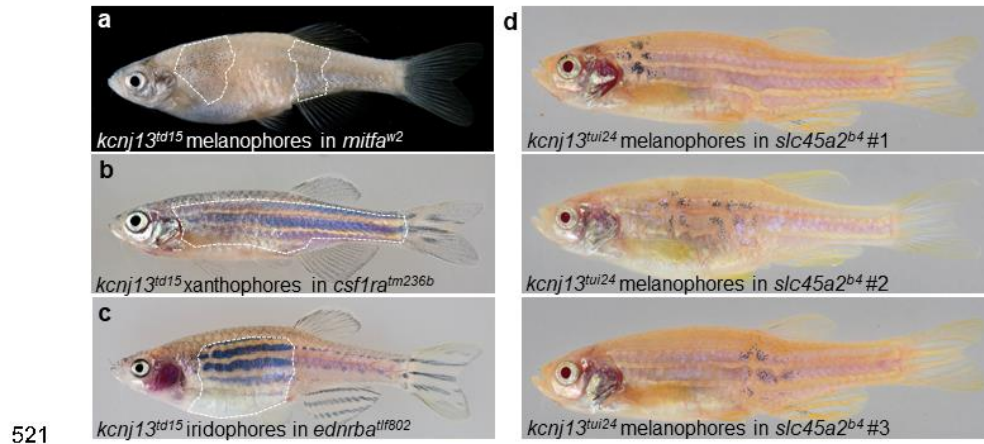 a
kcnj13td15 melanophores in mitfaw2
b
kcnj13td15 xanthophores in csf1ratm236b
c
kcnj13td15 iridophores in ednrbatlf802
d
kcnj13tui24 melanophores in slc45a2b4 #1
kcnj13tui24 melanophores in slc45a2b4 #2
kcnj13tui24 melanophores in slc45a2b4 #3
521